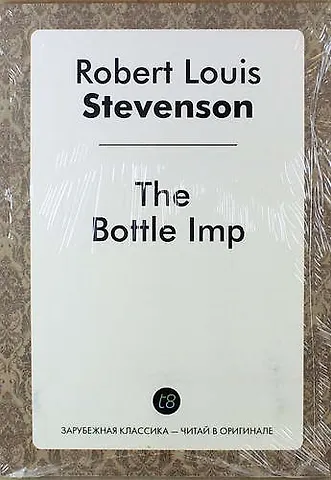 Robert Louis
Stevenson
The
Bottle Imp
t8
ЗАРУБЕЖНАЯ КЛАССИКА — ЧИТАЙ В ОРИГИНАЛЕ